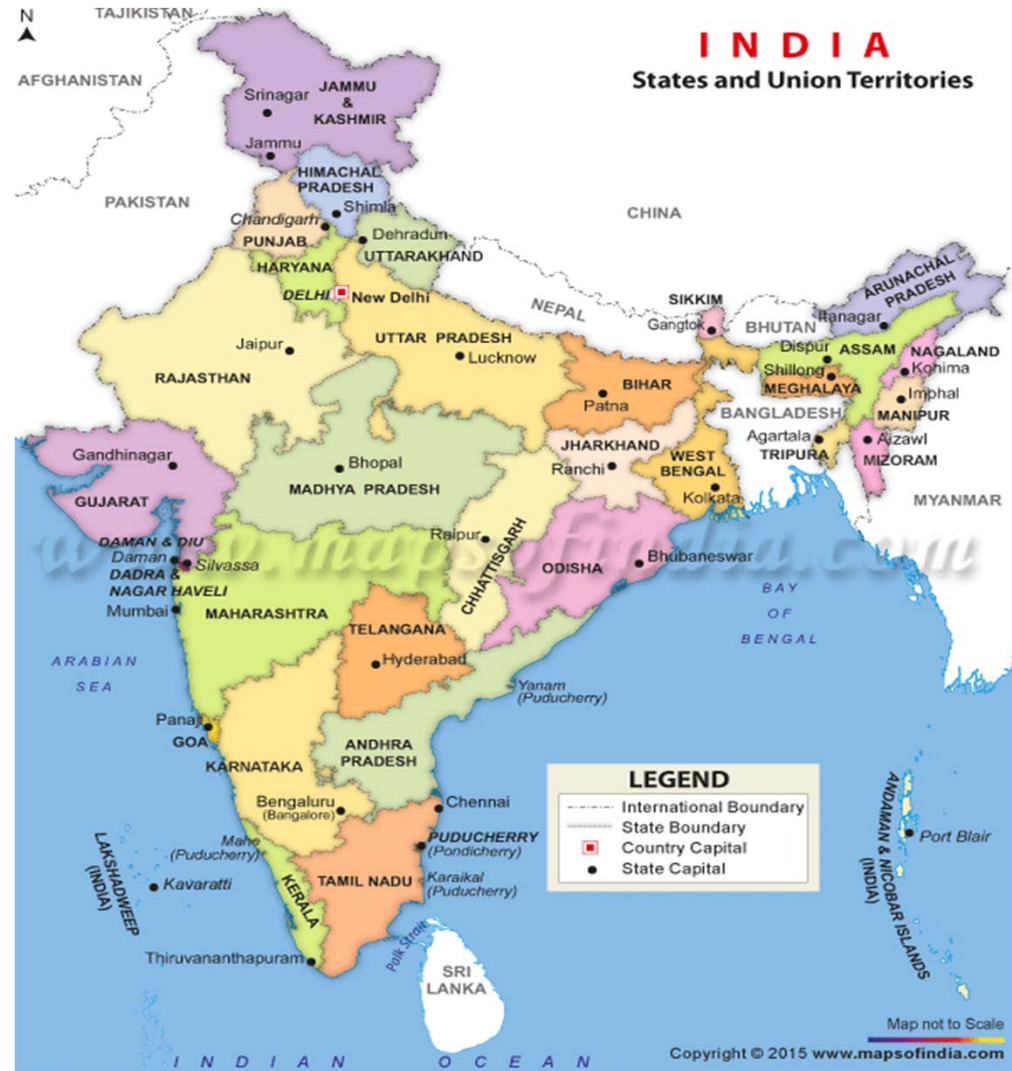 N
TAJIKISTAN
INDIA
States and Union Territories
AFGHANISTAN
Srinagar
JAMMU
&
KASHMIR
Jammu
PAKISTAN
HIMACHAL
PRADESH
Shimla
CHINA
Chandigarh
PUNJAB
Dehradun
UTTARAKHAND
HARYANA
DELHI
New Delhi
NEPAL
SIKKIM
Gangtok
BHUTAN
ARUNACHAL
PRADESH
Itanagar
Dispur
ASSAM
NAGALAND
Kohima
Shillong
MEGHALAYA
Imphal
MANIPUR
Jaipur
RAJASTHAN
UTTAR PRADESH
Lucknow
BIHAR
Patna
BANGLADESH
Agartala
TRIPURA
Aizawl
MIZORAM
MYANMAR
Gandhinagar
GUJARAT
Bhopal
MADHYA PRADESH
JHARKHAND
Ranchi
WEST
BENGAL
Kolkata
www.mapsofindia.com
DAMAN & DIU
Daman
Silvassa
DADRA &
NAGAR HAVELI
Mumbai
MAHARASHTRA
Raipur
CHHATTISGARH
ODISHA
Bhubaneswar
BAY
OF
BENGAL
ARABIAN
SEA
TELANGANA
Hyderabad
Yanam
(Puducherry)
Panaji
GOA
KARNATAKA
ANDHRA
PRADESH
Bengaluru
(Bangalore)
Chennai
Mahe
(Puducherry)
PUDUCHERRY
(Pondicherry)
LAKSHADWEEP
(INDIA)
Kavaratti
KERALA
TAMIL NADU
Karaikal
(Puducherry)
Thiruvananthapuram
Palk Strait
SRI
LANKA
LEGEND
International Boundary
State Boundary
Country Capital
State Capital
ANDAMAN & NICOBAR ISLANDS
(INDIA)
Port Blair
INDIAN OCEAN
Map not to Scale
Copyright © 2015 www.mapsofindia.com